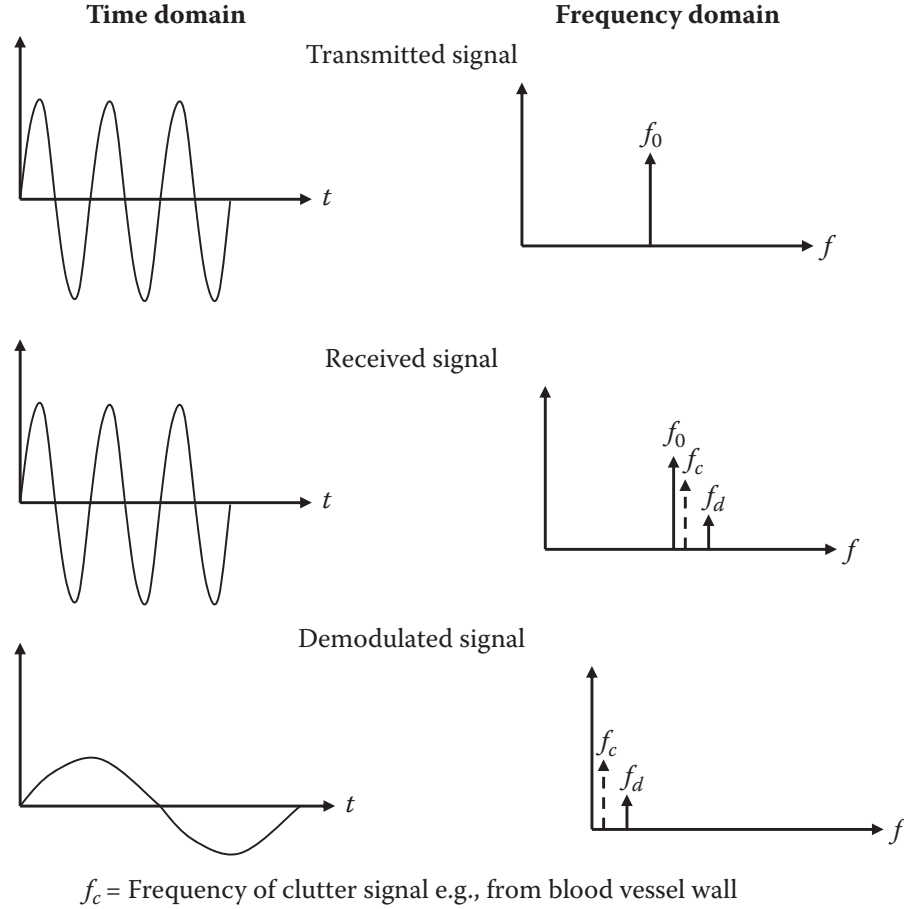 Time domain
Frequency domain
Transmitted signal
t
f0
f
Received signal
t
f0
fc
fd
f
Demodulated signal
t
fc
fd
f
fc = Frequency of clutter signal e.g., from blood vessel wall